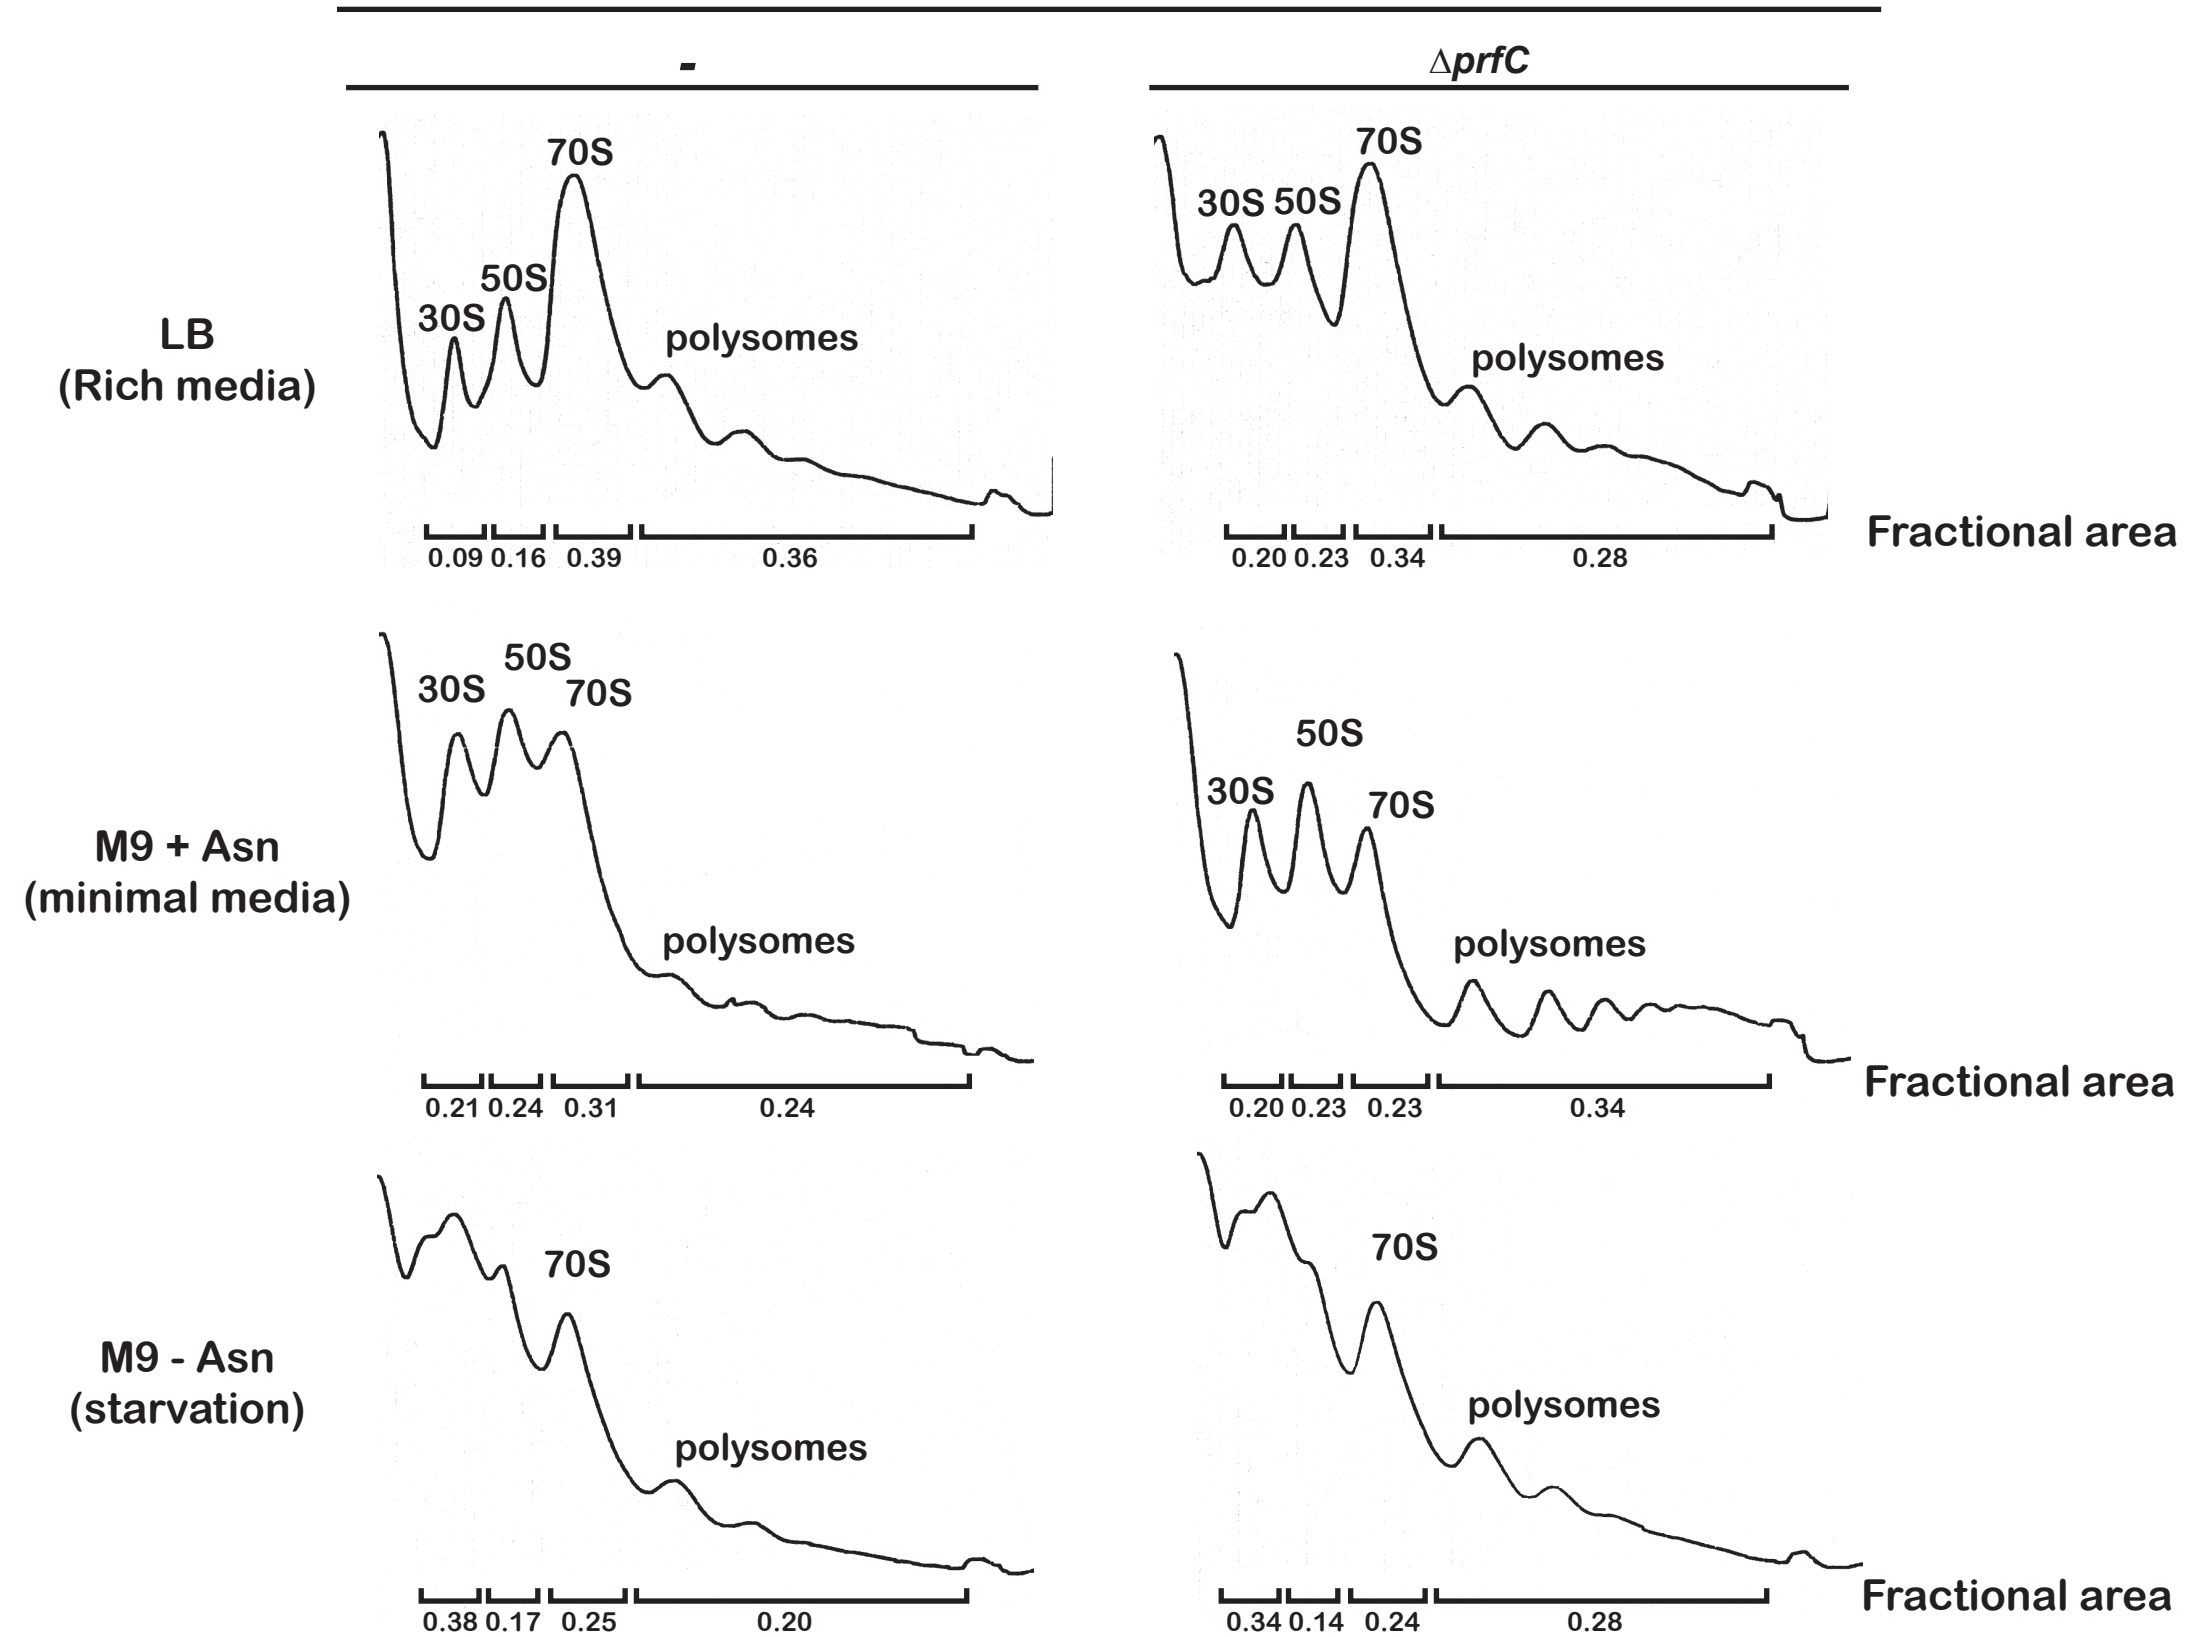 -
ΔprfC
70S
30S
50S
polysomes
LB
(Rich media)
0.09 0.16 0.39 0.36
70S
30S 50S
polysomes
0.20 0.23 0.34 0.28
Fractional area
50S
30S
70S
polysomes
M9 + Asn
(minimal media)
0.21 0.24 0.31 0.24
50S
30S
70S
polysomes
0.20 0.23 0.23 0.34
Fractional area
70S
polysomes
M9 - Asn
(starvation)
0.38 0.17 0.25 0.20
70S
polysomes
0.34 0.14 0.24 0.28
Fractional area